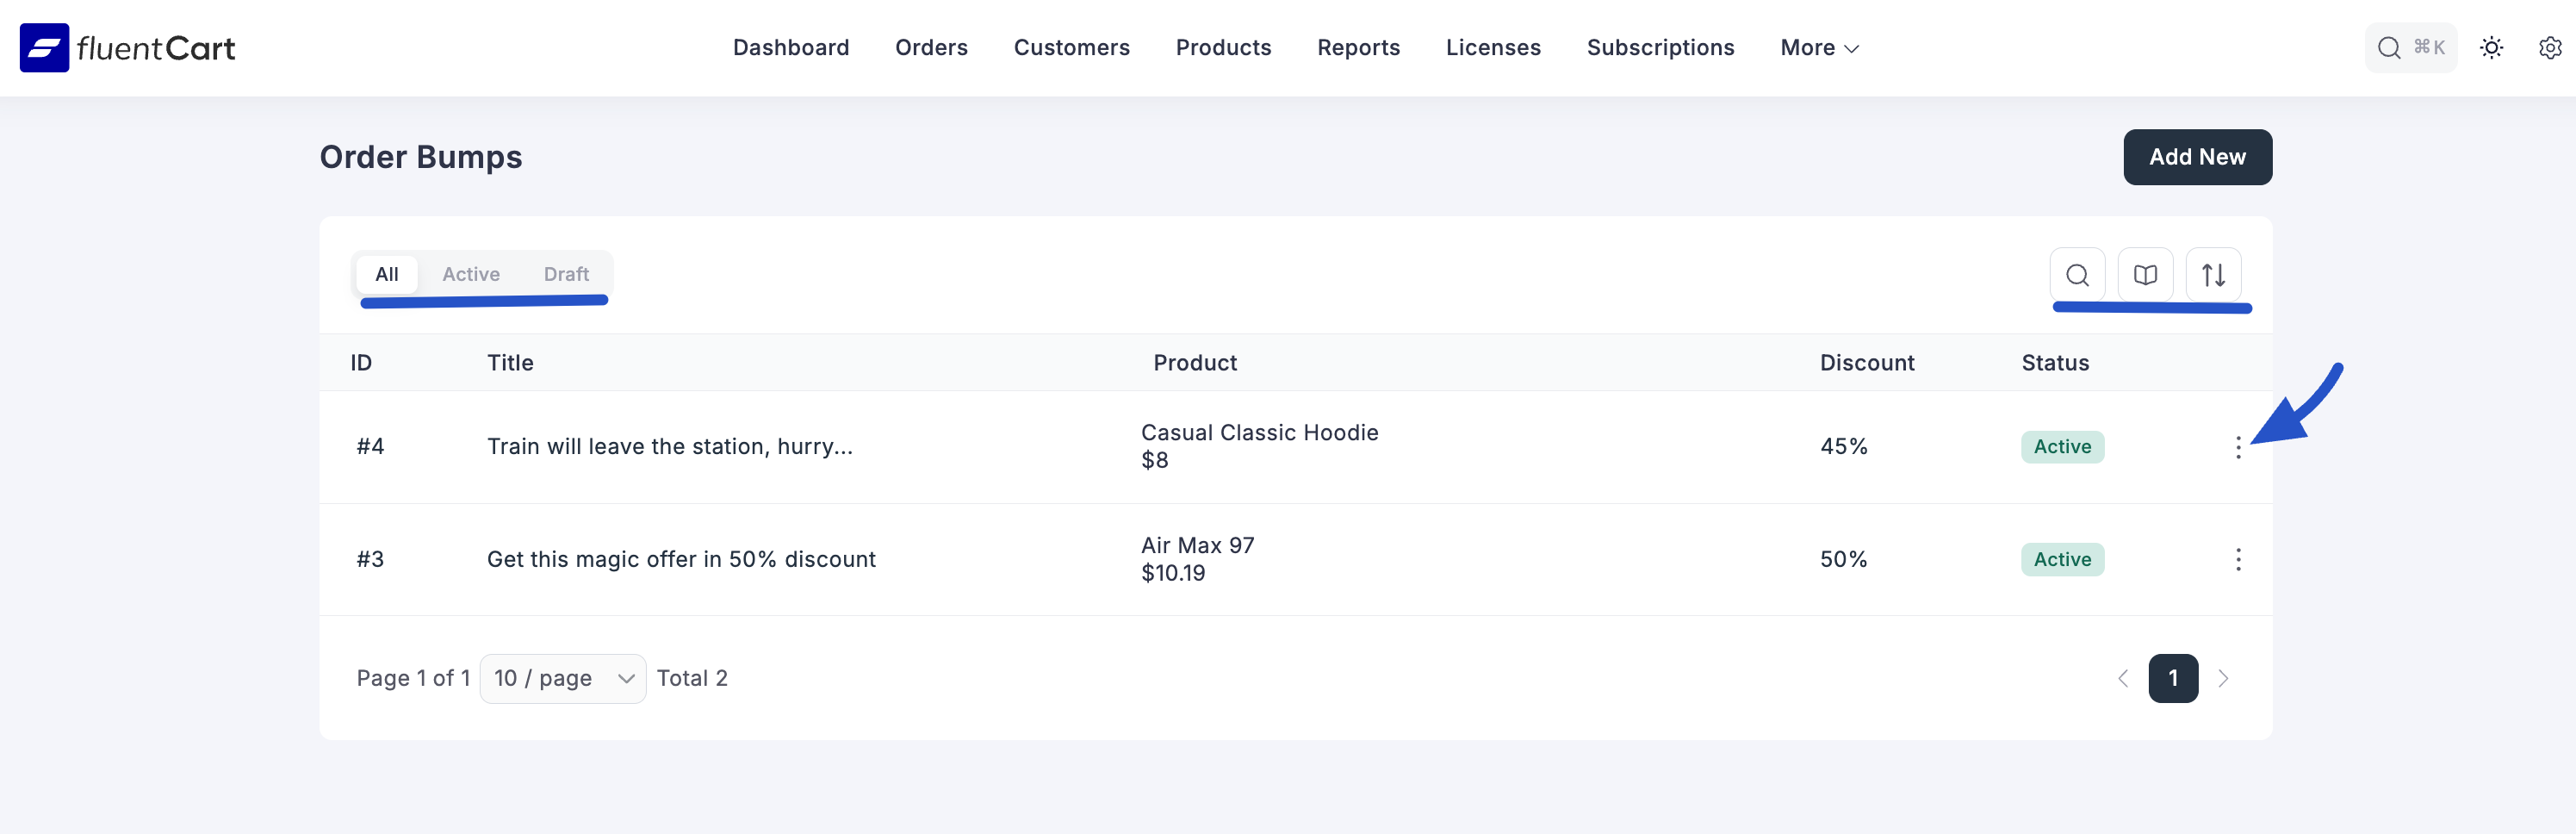 fluentCart
Dashboard Orders Customers Products Reports Licenses Subscriptions More
⌘K
Order Bumps
Add New
All Active Draft
ID Title Product Discount Status
#4 Train will leave the station, hurry... Casual Classic Hoodie 45% Active
$8
#3 Get this magic offer in 50% discount Air Max 97 50% Active
$10.19
Page 1 of 1 10 / page Total 2 1